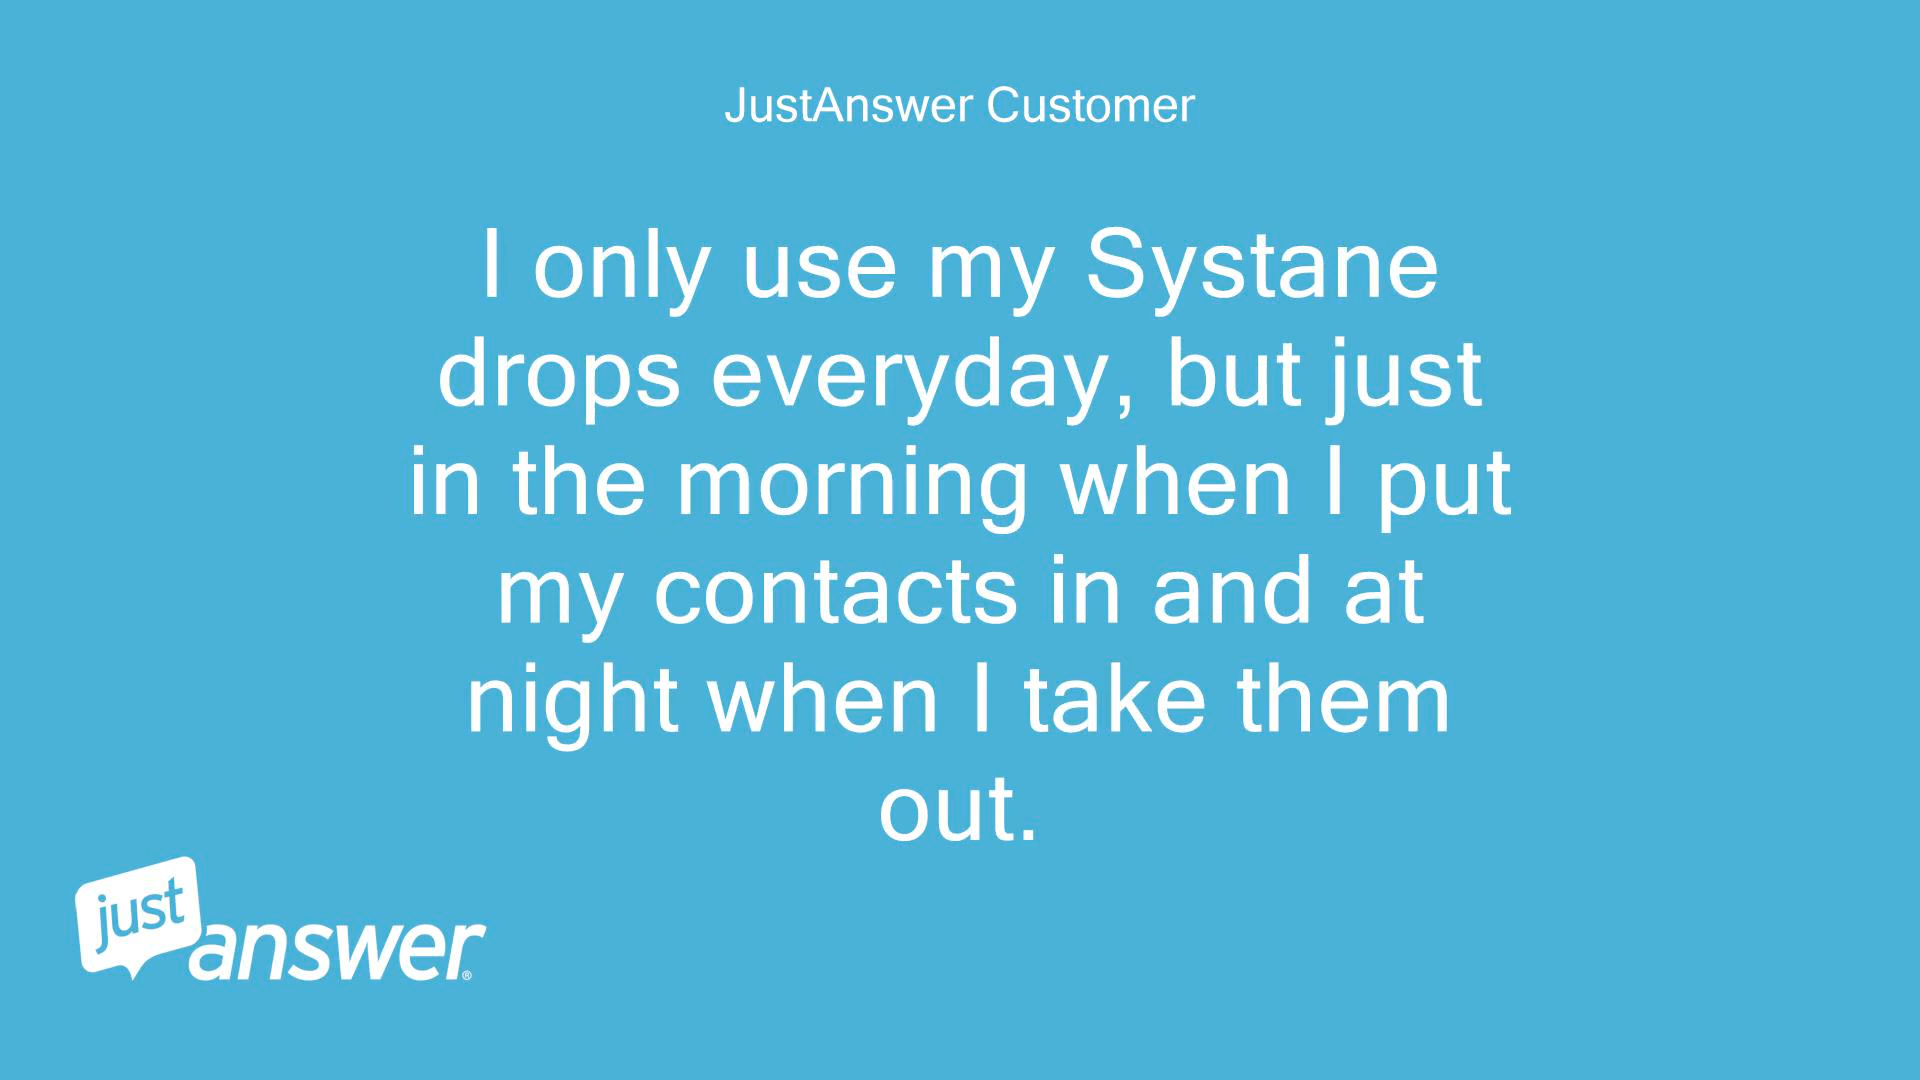 JustAnswer Customer
I only use my Systane
drops everyday, but just
in the morning when I put
my contacts in and at
night when I take them
out.
just
answer®